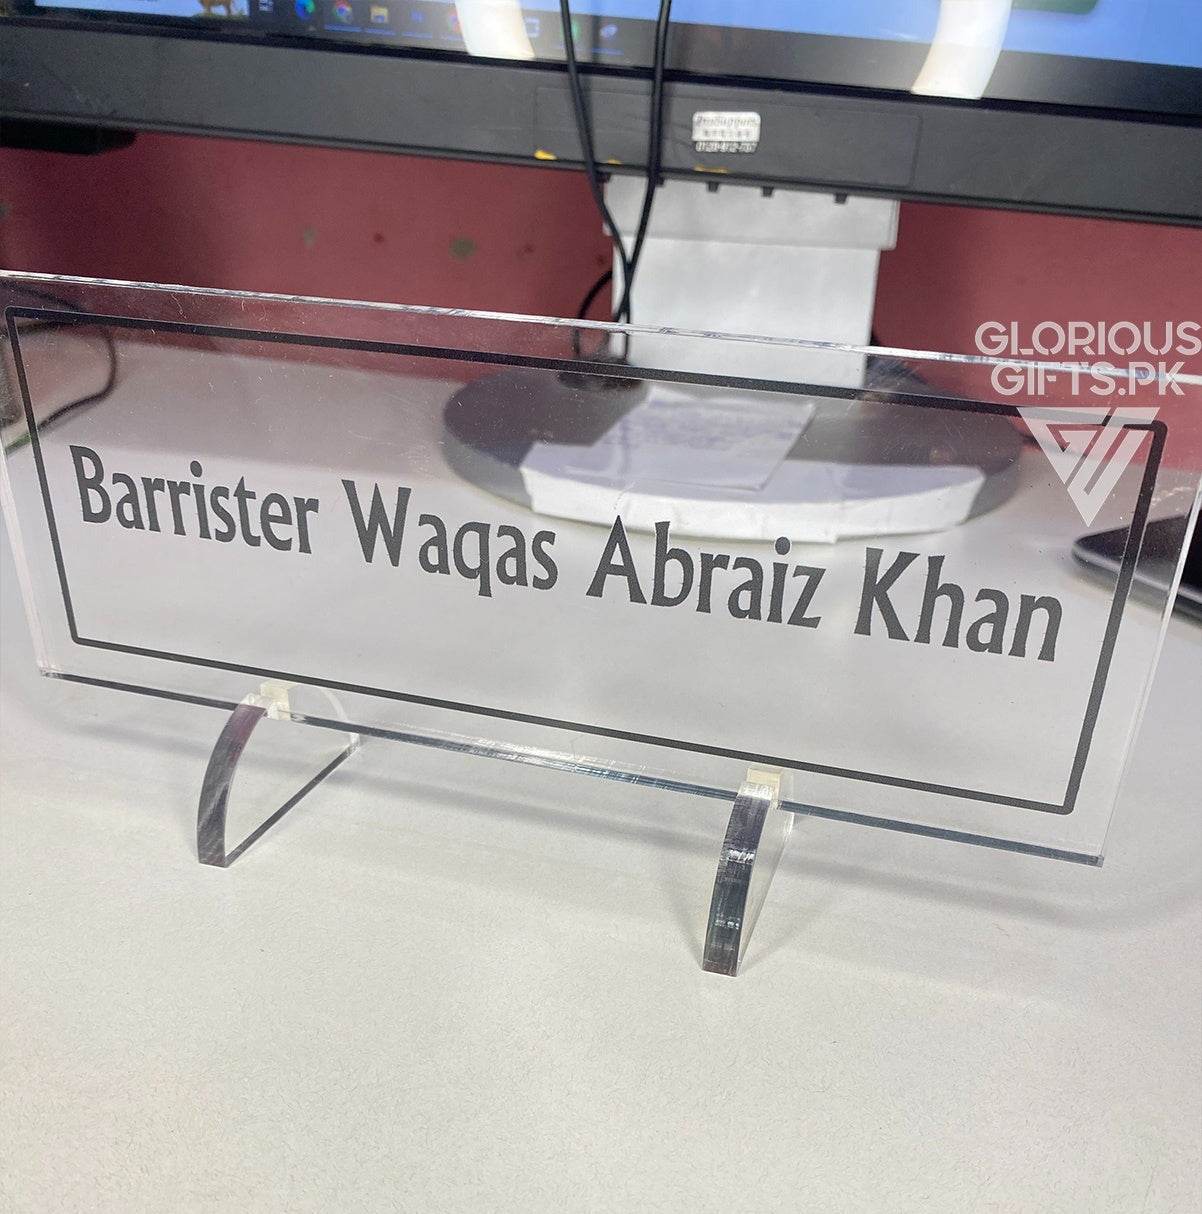 GLORIOUS
GIFTS.PK
Barrister Waqas Abraiz Khan